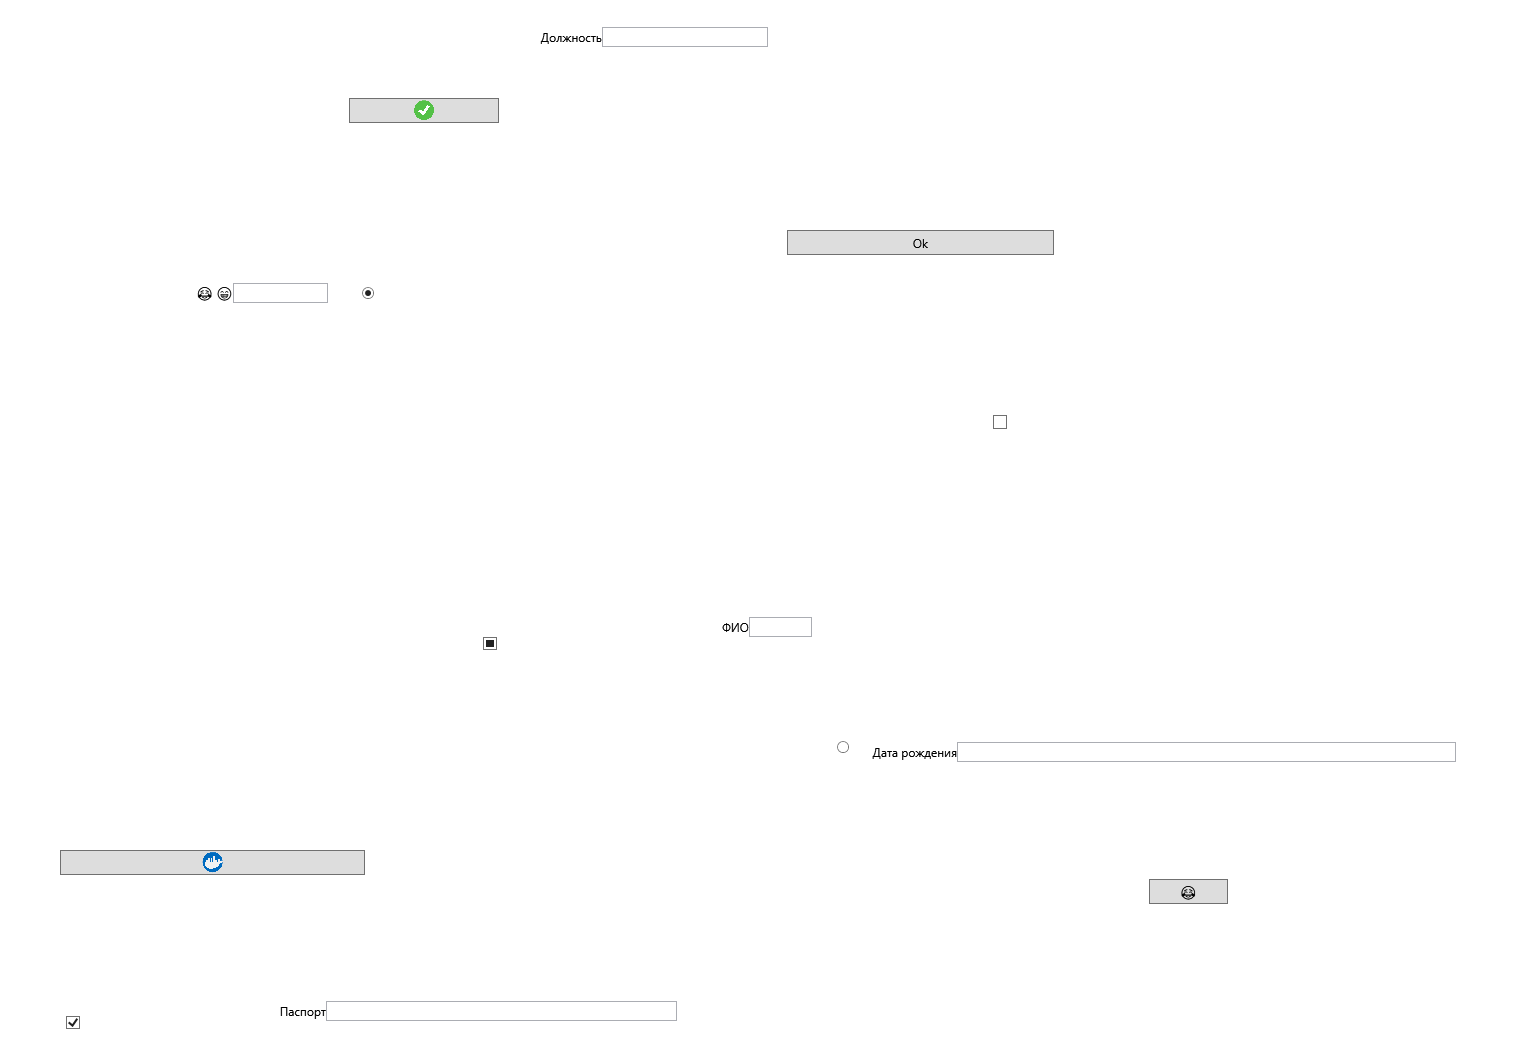 Должность
Ok
😂 😁
ФИО
Дата рождения
😂
Паспорт